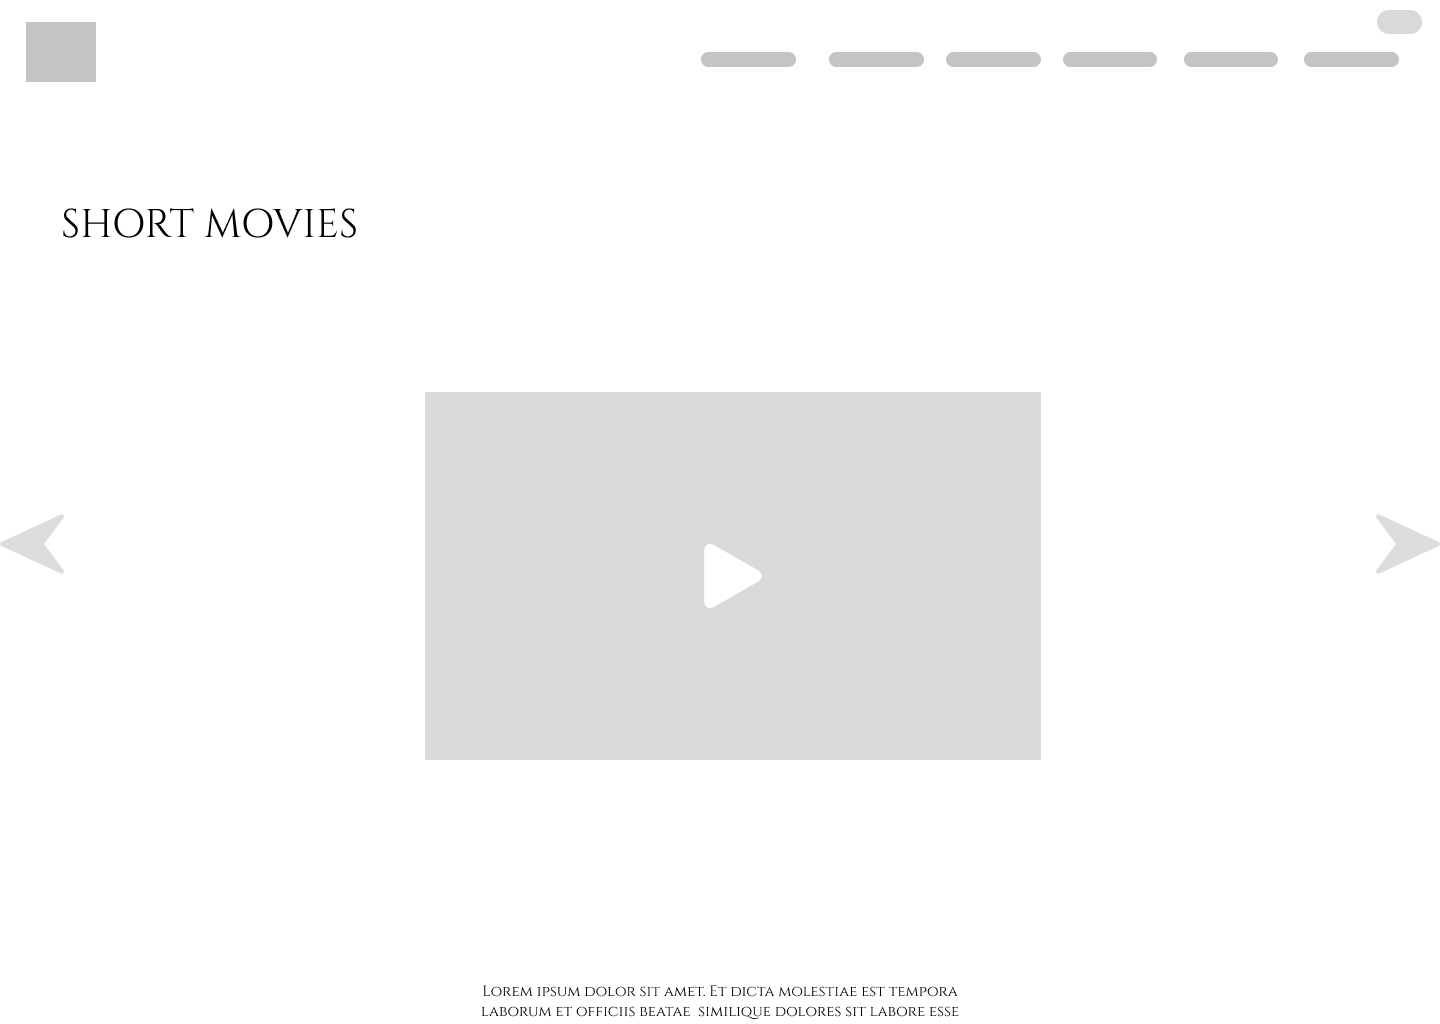 SHORT MOVIES
Lorem ipsum dolor sit amet. Et dicta molestiae est tempora
laborum et officiis beatae  similique dolores sit labore esse